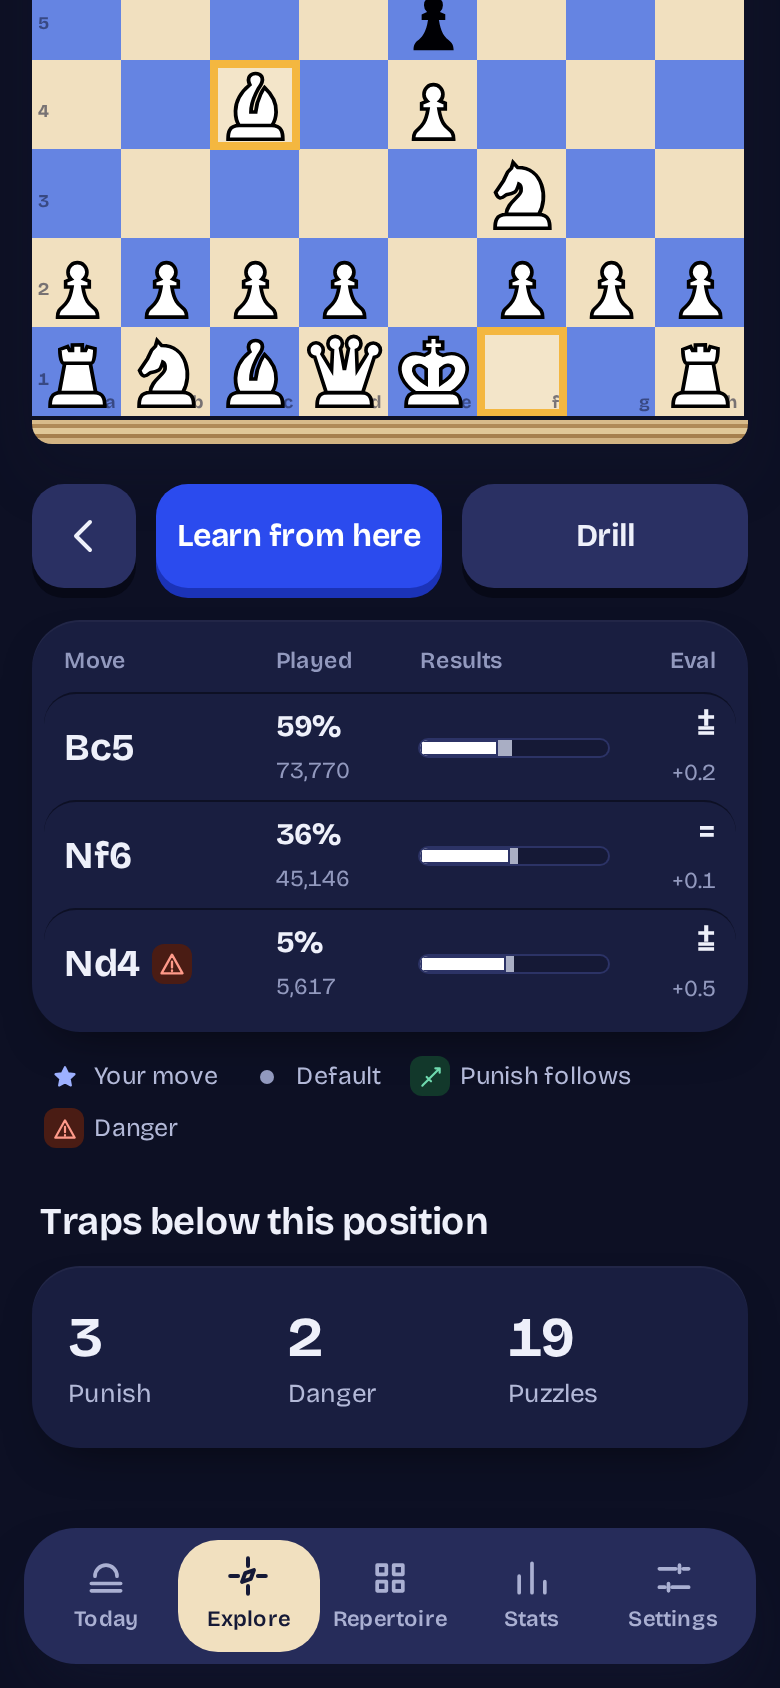 5
4
3
2
1 a b c d e f g h
Learn from here Drill
Move Played Results Eval
Bc5 59% ±
73,770 +0.2
Nf6 36% =
45,146 +0.1
Nd4 5% ±
5,617 +0.5
Your move Default Punish follows
Danger
Traps below this position
3 2 19
Punish Danger Puzzles
Today Explore Repertoire Stats Settings